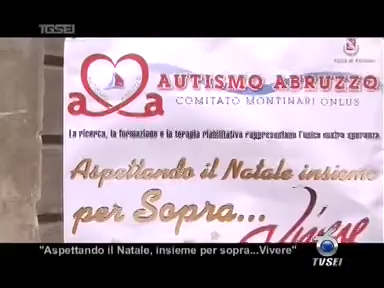 TGSEI
AUTISMO ABRUZZO
COMITATO MONTINARI ONLUS
La ricerca, la formazione e la terapia riabilitativa rappresentano l'unica nostra speranza
Aspettando il Natale insieme
per Sopra...
Vivere
"Aspettando il Natale, insieme per sopra...Vivere"
6
TVSEI